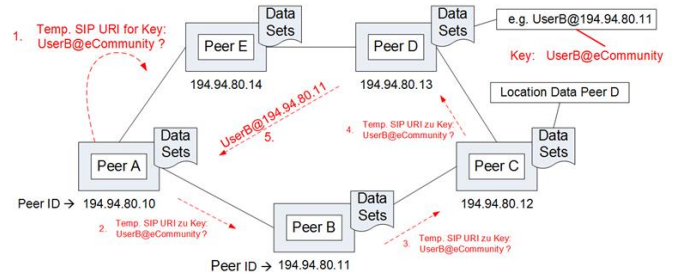 1.
Temp. SIP URI for Key:
UserB@eCommunity ?
Peer E
Data
Sets
194.94.80.14
Peer D
Data
Sets
194.94.80.13
e.g. UserB@194.94.80.11
Key: UserB@eCommunity
Location Data Peer D
UserB@194.94.80.11
5.
4.
Temp. SIP URI zu Key:
UserB@eCommunity ?
Peer A
Data
Sets
Peer ID → 194.94.80.10
Peer C
Data
Sets
194.94.80.12
2.
Temp. SIP URI zu Key:
UserB@eCommunity ?
Peer B
Data
Sets
3.
Temp. SIP URI zu Key:
UserB@eCommunity ?
Peer ID → 194.94.80.11